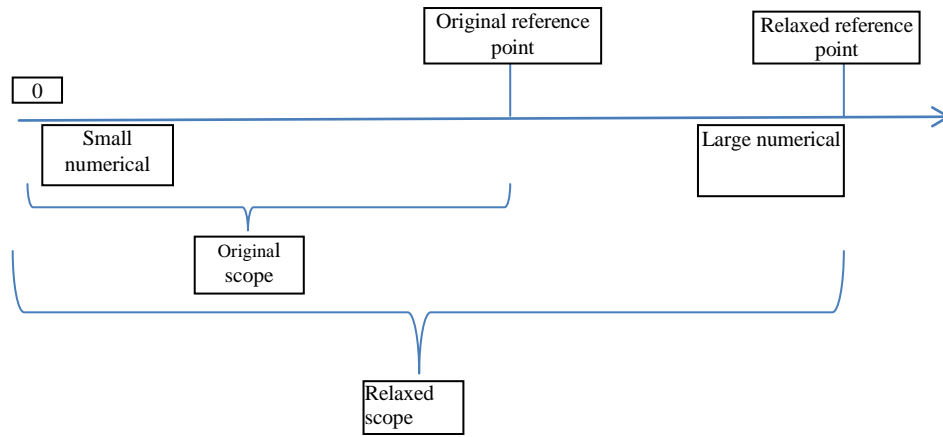 Original reference
point
Relaxed reference
point
0
Small
numerical
Large numerical
Original
scope
Relaxed
scope